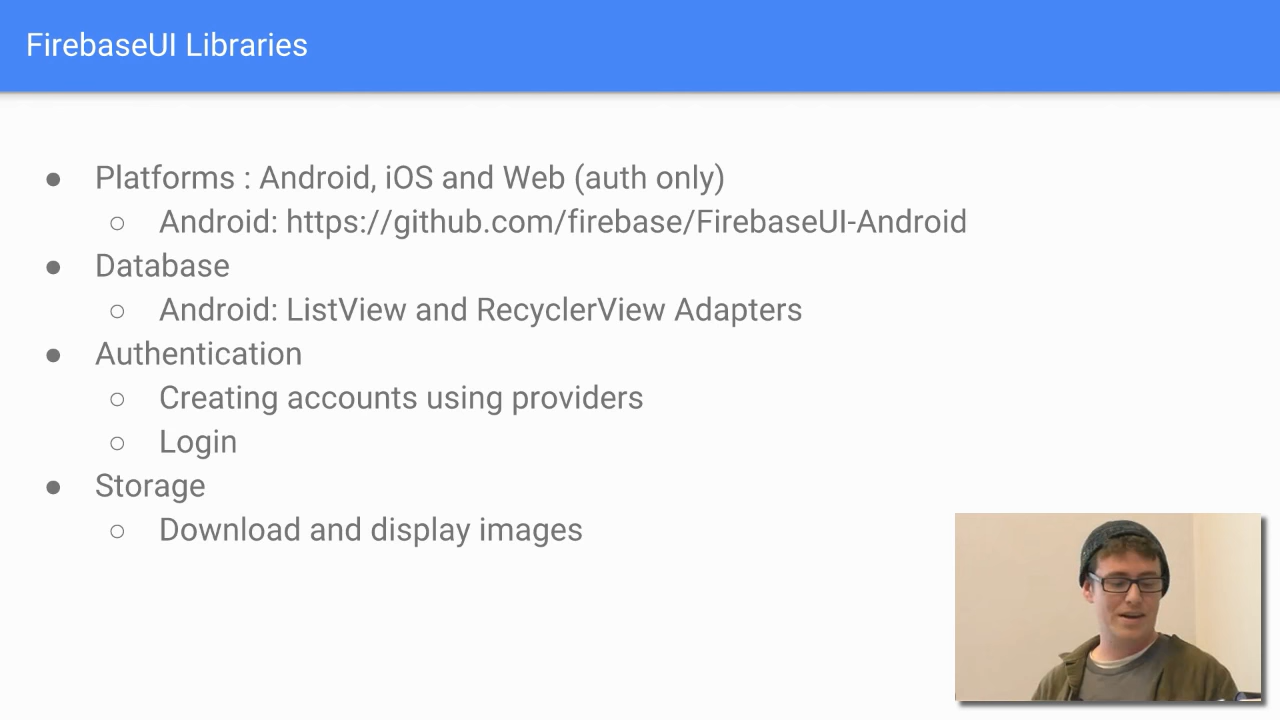 FirebaseUI Libraries
● Platforms : Android, iOS and Web (auth only)
○ Android: https://github.com/firebase/FirebaseUI-Android
● Database
○ Android: ListView and RecyclerView Adapters
● Authentication
○ Creating accounts using providers
○ Login
● Storage
○ Download and display images